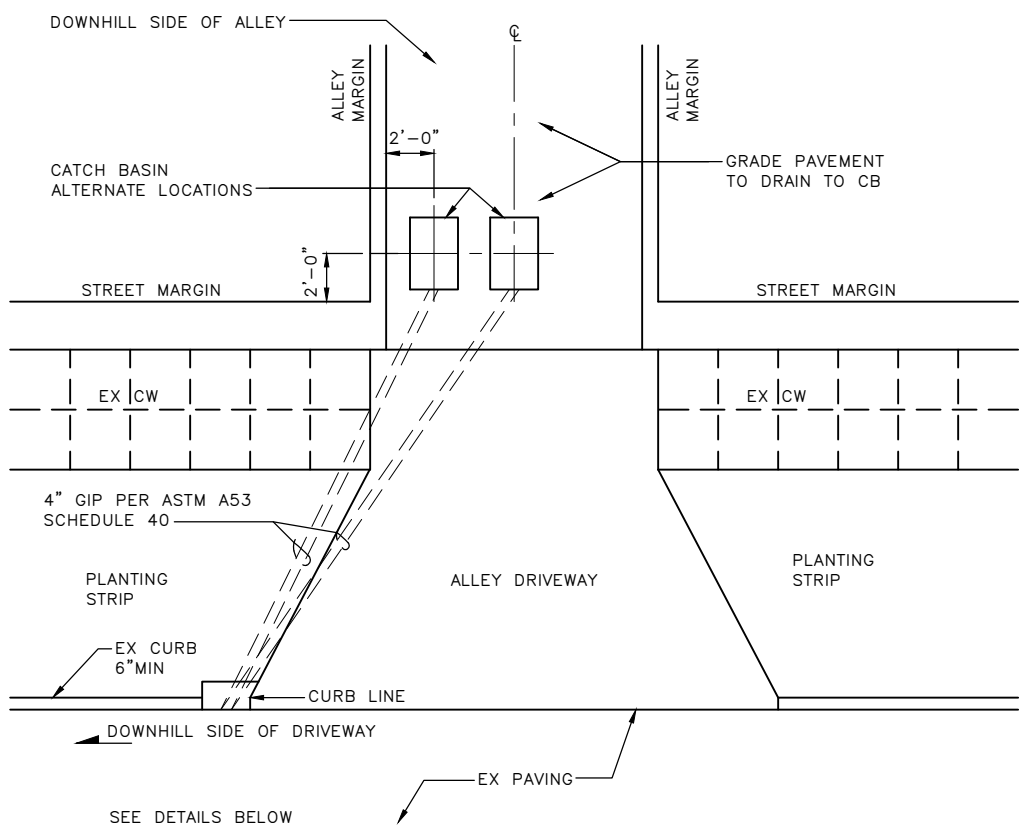 DOWNHILL SIDE OF ALLEY
℄
ALLEY
MARGIN
ALLEY
MARGIN
2'-0"
CATCH BASIN
ALTERNATE LOCATIONS
GRADE PAVEMENT
TO DRAIN TO CB
2'-0"
STREET MARGIN
STREET MARGIN
EX CW
EX CW
4" GIP PER ASTM A53
SCHEDULE 40
PLANTING
STRIP
ALLEY DRIVEWAY
PLANTING
STRIP
EX CURB
6"MIN
CURB LINE
DOWNHILL SIDE OF DRIVEWAY
EX PAVING
SEE DETAILS BELOW